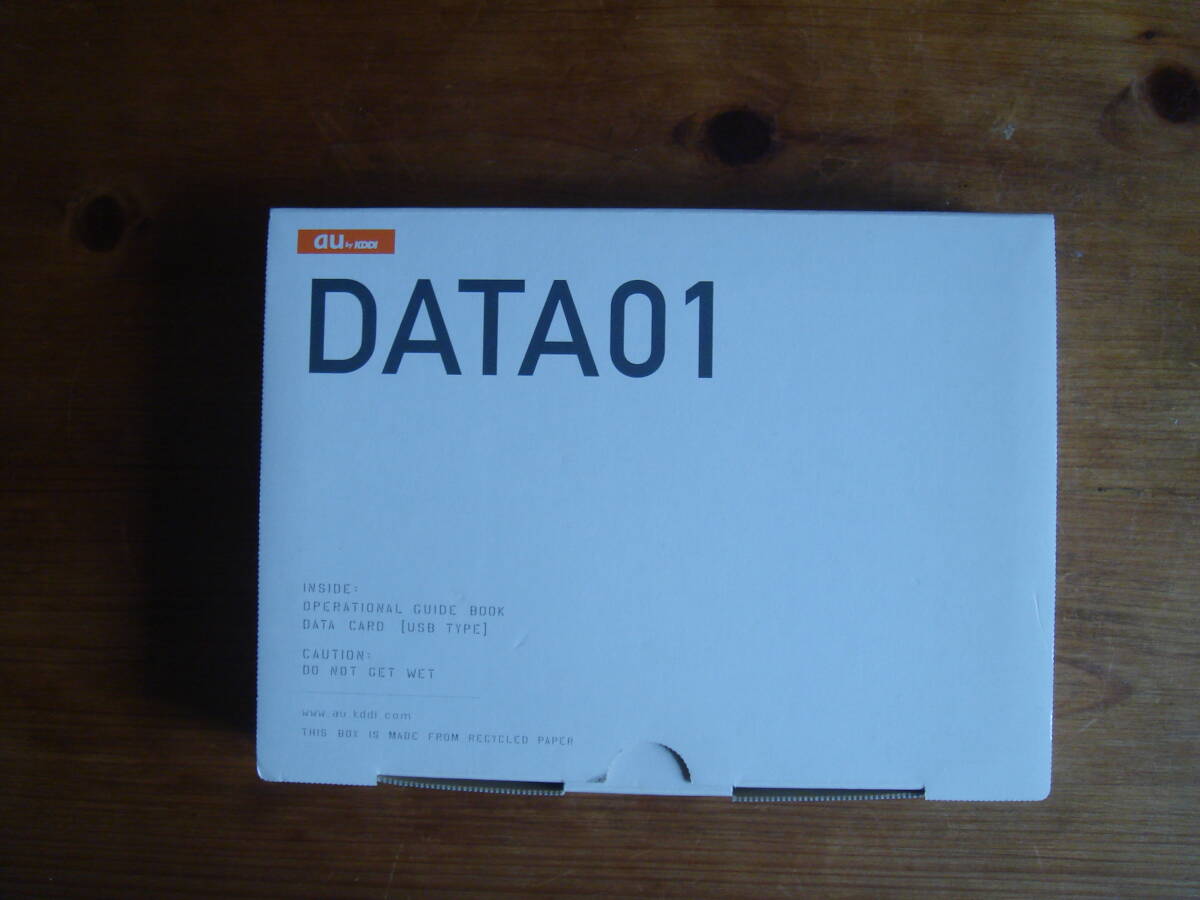 au by KDDI
DATA01
INSIDE:
OPERATIONAL GUIDE BOOK
DATA CARD [USB TYPE]
CAUTION:
DO NOT GET WET
www.au.kddi.com
THIS BOX IS MADE FROM RECYCLED PAPER